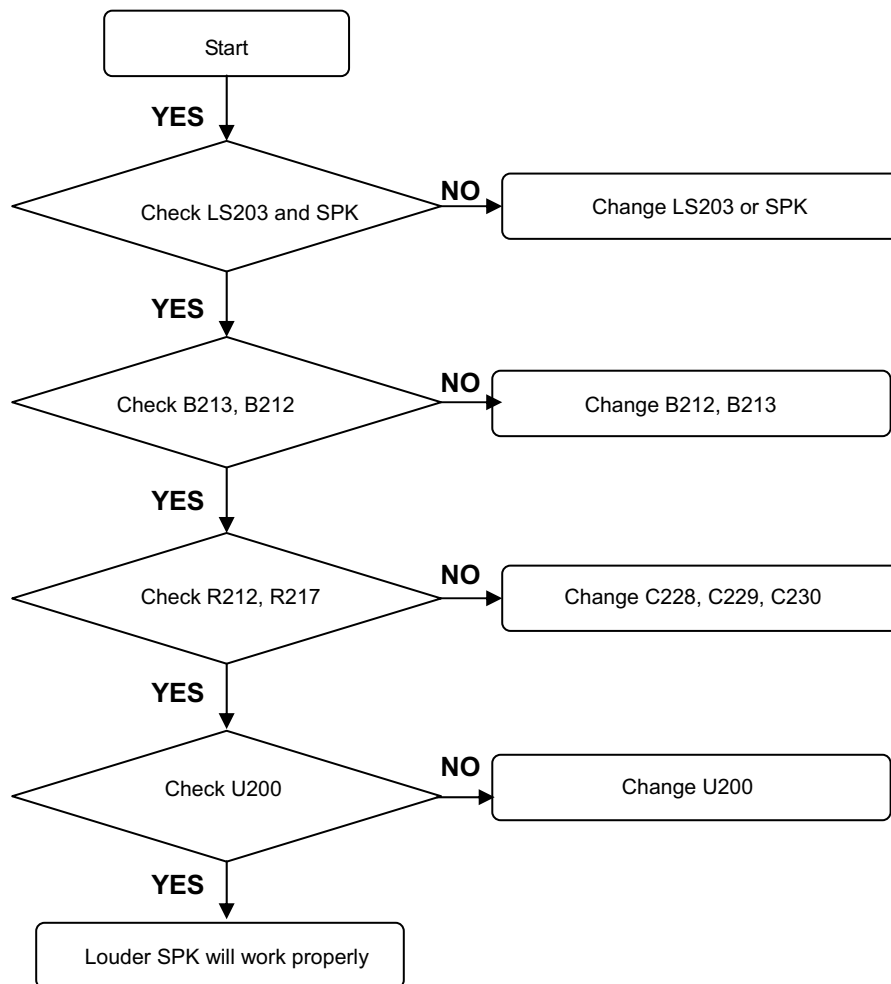 Start
YES
Check LS203 and SPK
NO
Change LS203 or SPK
YES
Check B213, B212
NO
Change B212, B213
YES
Check R212, R217
NO
Change C228, C229, C230
YES
Check U200
NO
Change U200
YES
Louder SPK will work properly